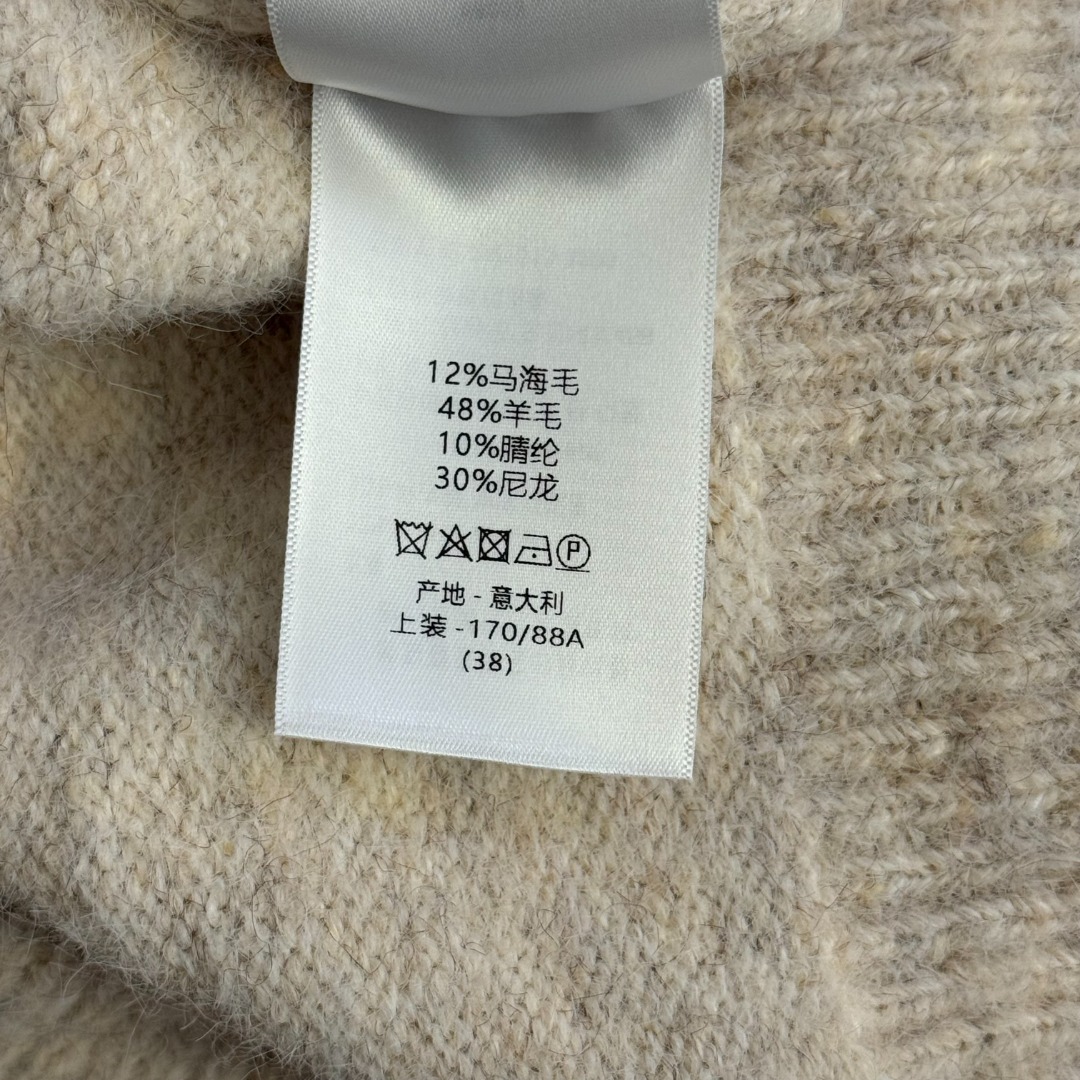 12%马海毛
48%羊毛
10%腈纶
30%尼龙
P
产地 - 意大利
上装 -170/88A
(38)